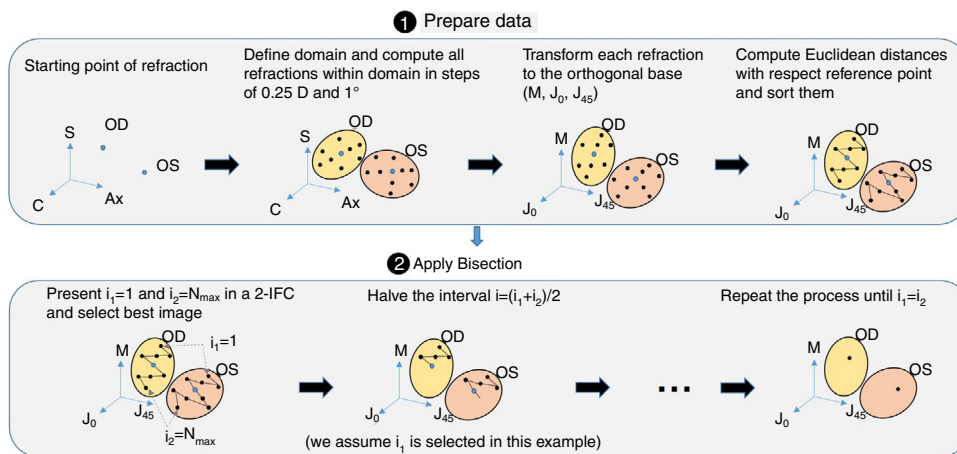 1 Prepare data
Starting point of refraction
Define domain and compute all
refractions within domain in steps
of 0.25 D and 1°
Transform each refraction
to the orthogonal base
(M, J0, J45)
Compute Euclidean distances
with respect reference point
and sort them
S
OD
OS
Ax
C
S
OD
OS
Ax
C
M
OD
OS
J45
J0
M
OD
OS
J45
J0
2 Apply Bisection
Present i1=1 and i2=Nmax in a 2-IFC
and select best image
Halve the interval i=(i1+i2)/2
Repeat the process until i1=i2
M
OD
i1=1
OS
J45
J0
i2=Nmax
M
OD
OS
J45
J0
(we assume i1 is selected in this example)
M
OD
OS
J45
J0